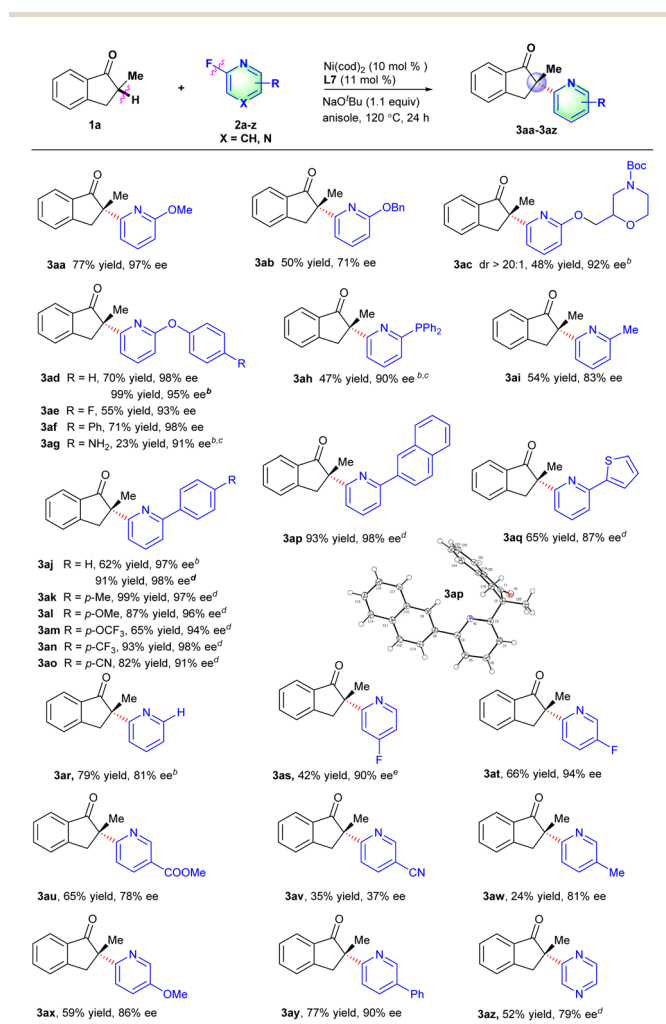 O
Me
H
1a
+
F
N
R
X
2a-z
X = CH, N
Ni(cod)₂ (10 mol % )
L7 (11 mol %)
NaOᵗBu (1.1 equiv)
anisole, 120 °C, 24 h
O
Me
N
R
3aa-3az
O
Me
N
OMe
3aa 77% yield, 97% ee
O
Me
N
OBn
3ab 50% yield, 71% ee
O
Me
N
O
Boc
N
O
3ac dr > 20:1, 48% yield, 92% eeᵇ
O
Me
N
O
R
3ad R = H, 70% yield, 98% ee
99% yield, 95% eeᵇ
3ae R = F, 55% yield, 93% ee
3af R = Ph, 71% yield, 98% ee
3ag R = NH₂, 23% yield, 91% eeᵇ,ᶜ
O
Me
N
PPh₂
3ah 47% yield, 90% ee ᵇ,ᶜ
O
Me
N
Me
3ai 54% yield, 83% ee
O
Me
N
R
3aj R = H, 62% yield, 97% eeᵇ
91% yield, 98% eeᵈ
3ak R = p-Me, 99% yield, 97% eeᵈ
3al R = p-OMe, 87% yield, 96% eeᵈ
3am R = p-OCF₃, 65% yield, 94% eeᵈ
3an R = p-CF₃, 93% yield, 98% eeᵈ
3ao R = p-CN, 82% yield, 91% eeᵈ
O
Me
N
3ap 93% yield, 98% eeᵈ
O
Me
N
S
3aq 65% yield, 87% eeᵈ
3ap
O
Me
N
H
3ar, 79% yield, 81% eeᵇ
O
Me
N
F
3as, 42% yield, 90% eeᵉ
O
Me
N
F
3at, 66% yield, 94% ee
O
Me
N
COOMe
3au, 65% yield, 78% ee
O
Me
N
CN
3av, 35% yield, 37% ee
O
Me
N
Me
3aw, 24% yield, 81% ee
O
Me
N
OMe
3ax, 59% yield, 86% ee
O
Me
N
Ph
3ay, 77% yield, 90% ee
O
Me
N
N
3az, 52% yield, 79% eeᵈ